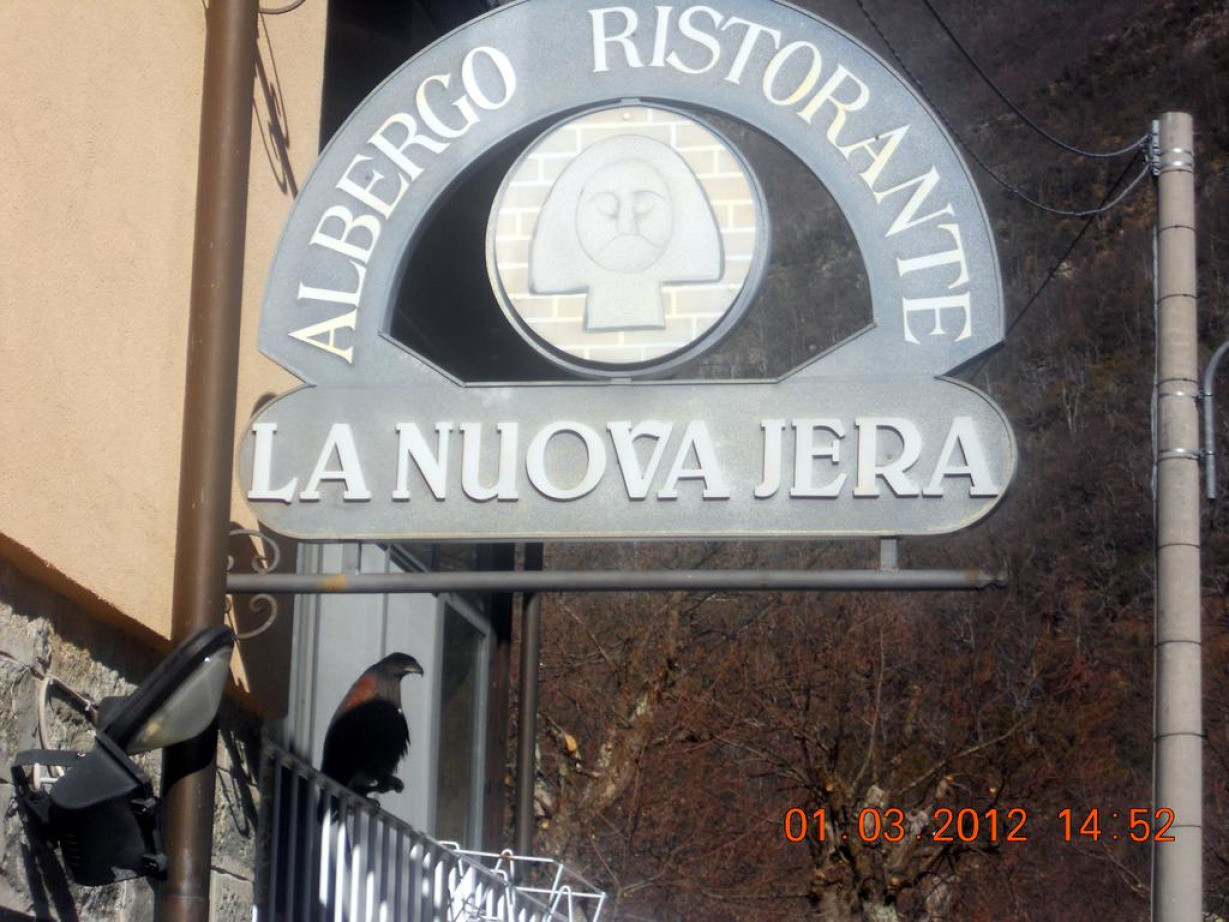 ALBERGO RISTORANTE
LA NUOVA JERA
01.03.2012 14:52